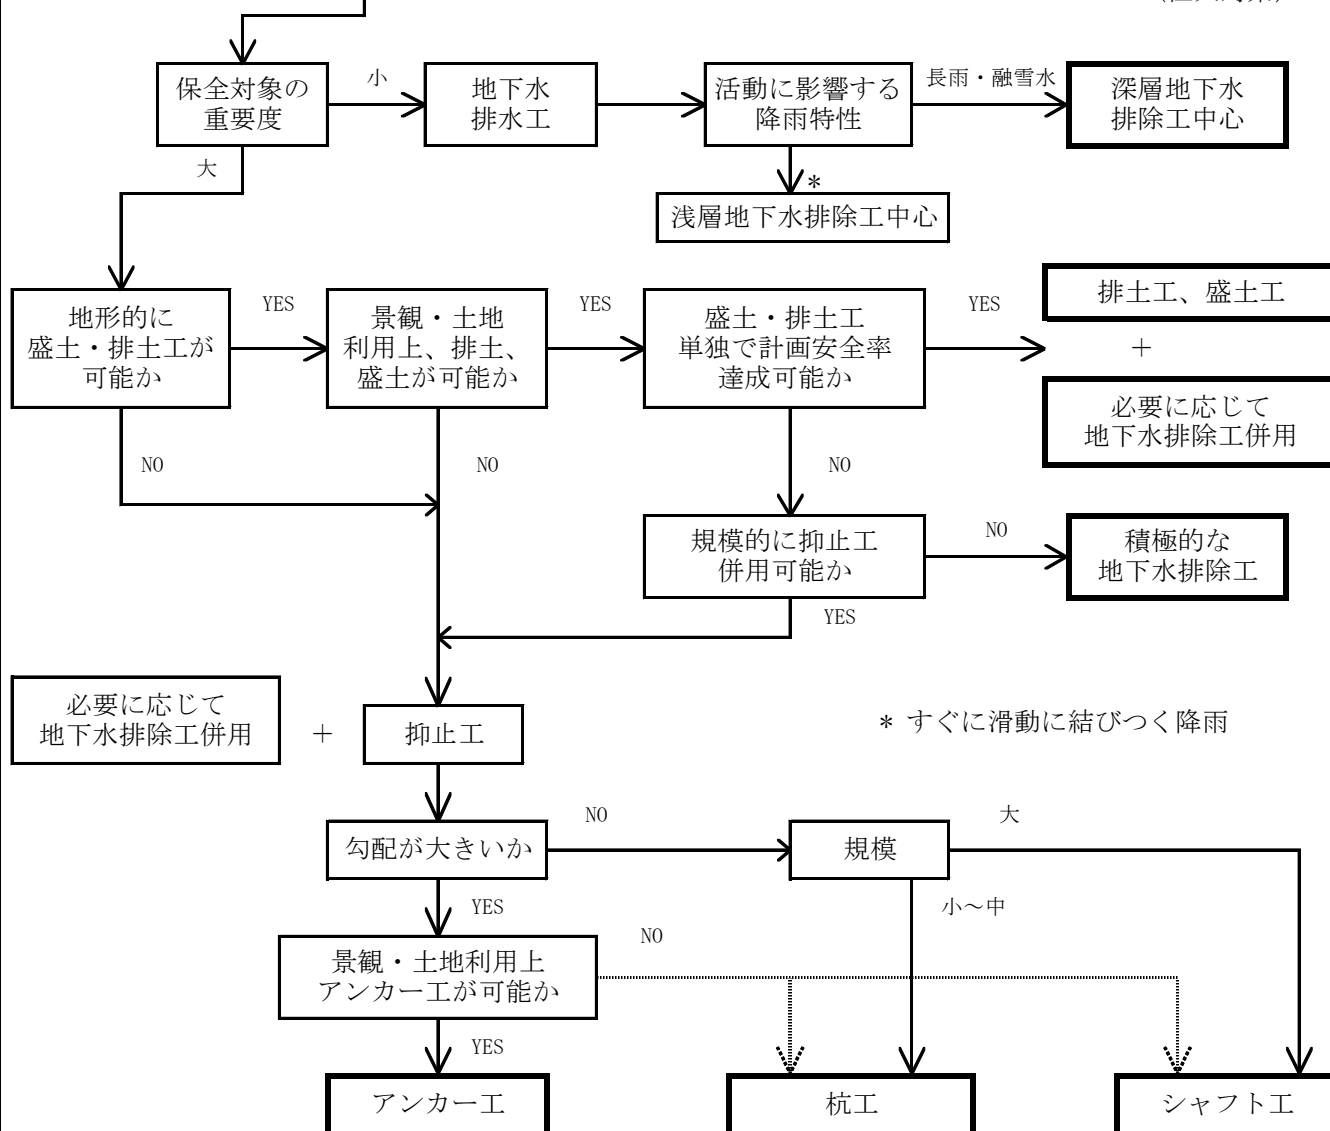 保全対象の
重要度
小
地下水
排水工
活動に影響する
降雨特性
長雨・融雪水
深層地下水
排除工中心
大
*
浅層地下水排除工中心
地形的に
盛土・排土工が
可能か
YES
景観・土地
利用上、排土、
盛土が可能か
YES
盛土・排土工
単独で計画安全率
達成可能か
YES
排土工、盛土工
+
必要に応じて
地下水排除工併用
NO
NO
NO
規模的に抑止工
併用可能か
NO
積極的な
地下水排除工
YES
必要に応じて
地下水排除工併用
+
抑止工
* すぐに滑動に結びつく降雨
勾配が大きいか
NO
規模
大
YES
小～中
景観・土地利用上
アンカー工が可能か
NO
YES
アンカー工
杭工
シャフト工